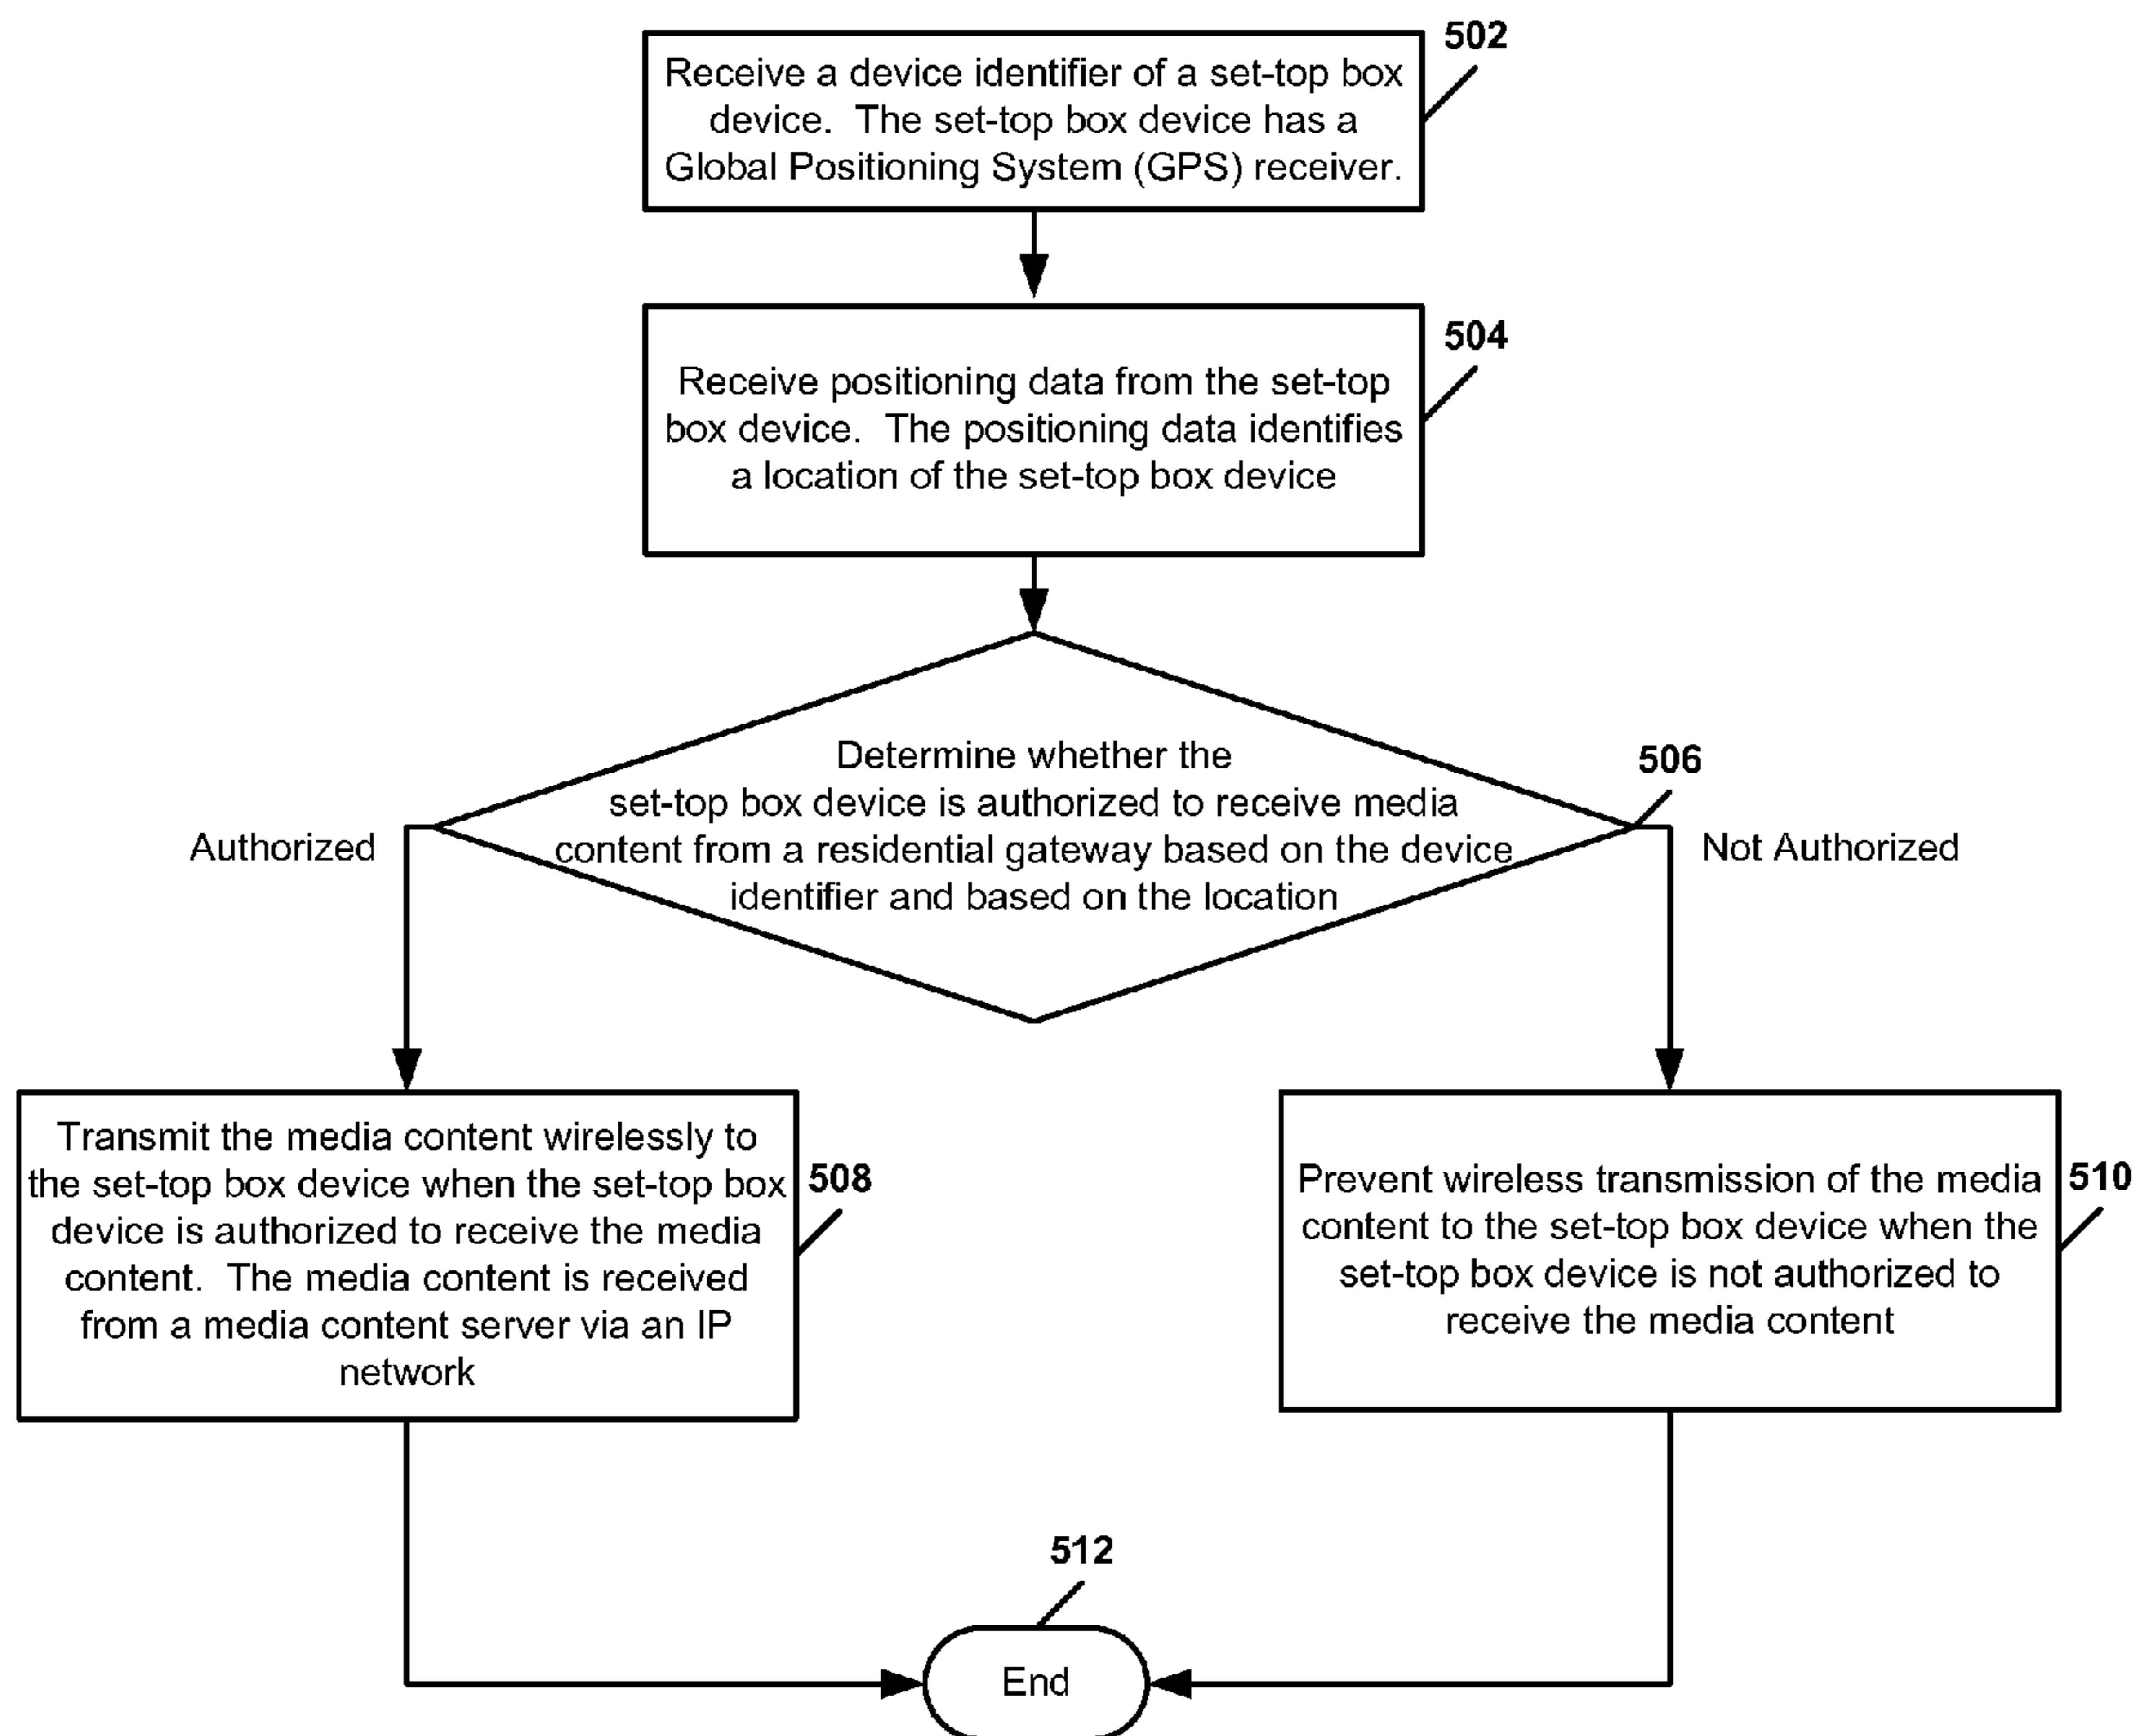 502
Receive a device identifier of a set-top box
device.  The set-top box device has a
Global Positioning System (GPS) receiver.
504
Receive positioning data from the set-top
box device.  The positioning data identifies
a location of the set-top box device
Determine whether the
set-top box device is authorized to receive media
content from a residential gateway based on the device
identifier and based on the location
506
Authorized
Not Authorized
Transmit the media content wirelessly to
the set-top box device when the set-top box
device is authorized to receive the media
content.  The media content is received
from a media content server via an IP
network
508
Prevent wireless transmission of the media
content to the set-top box device when the
set-top box device is not authorized to
receive the media content
510
512
End